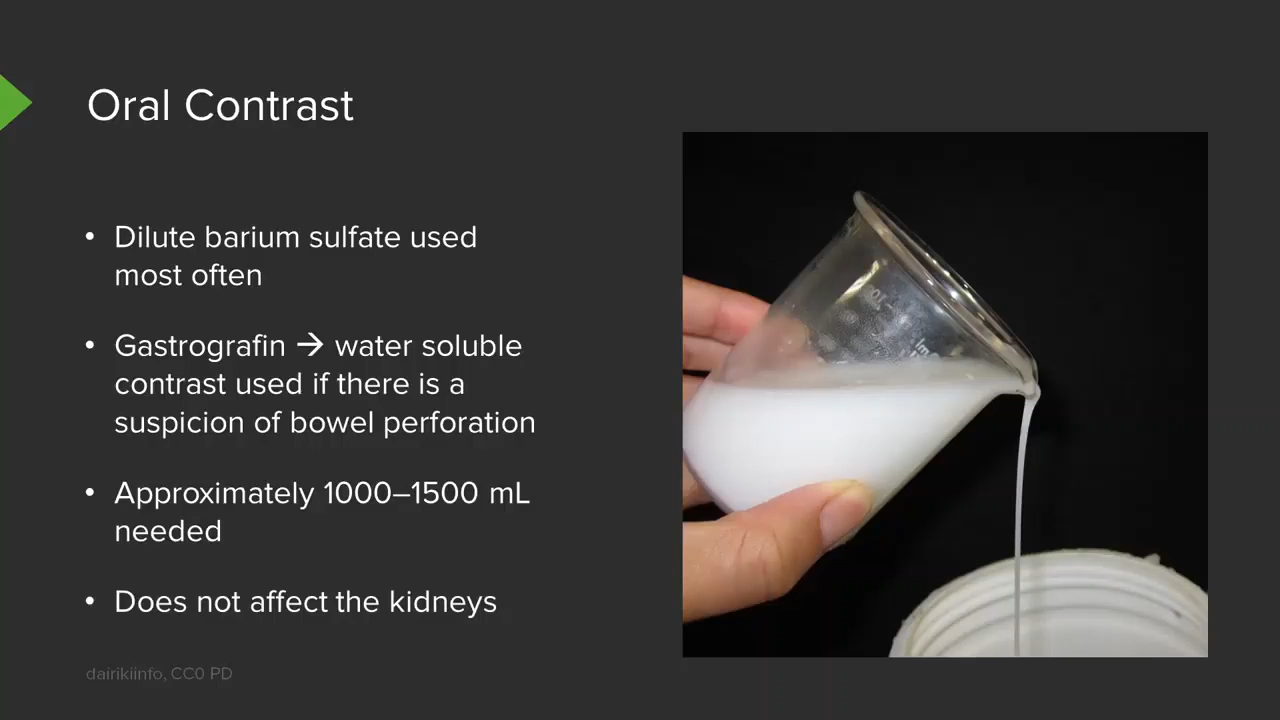 Oral Contrast
• Dilute barium sulfate used
most often
• Gastrografin → water soluble
contrast used if there is a
suspicion of bowel perforation
• Approximately 1000–1500 mL
needed
• Does not affect the kidneys
dairikiinfo, CC0 PD